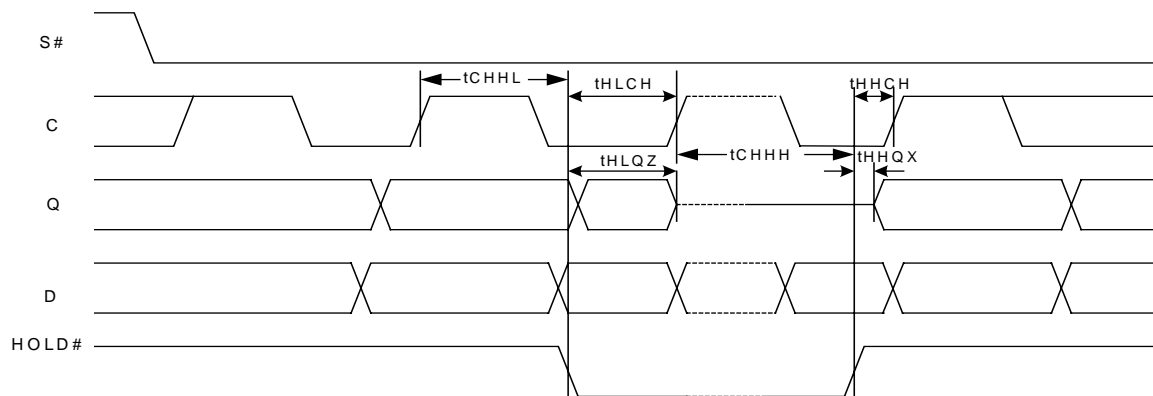 S#
tCHHL
tHLCH
tHHCH
C
tHLQZ
tCHHH
tHHQX
Q
D
HOLD#